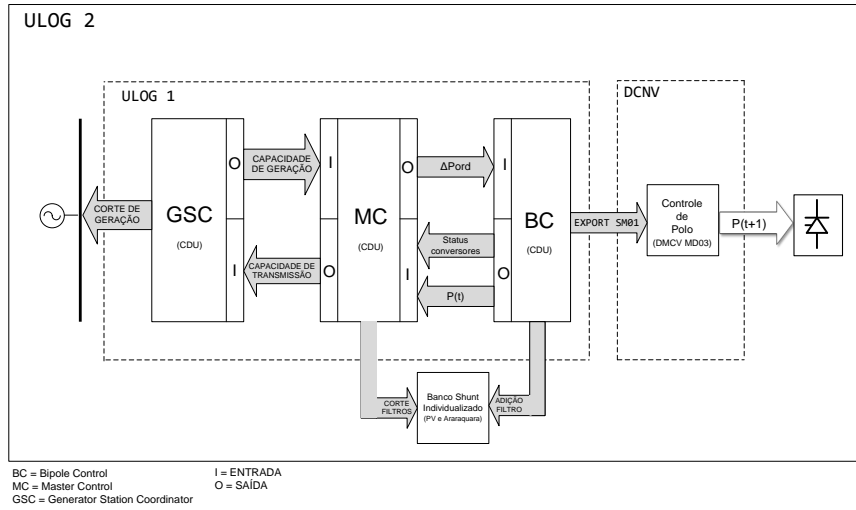 ULOG 2
ULOG 1
DCNV
CORTE DE
GERAÇÃO
GSC
(CDU)
O
I
CAPACIDADE
DE GERAÇÃO
CAPACIDADE DE
TRANSMISSÃO
I
O
MC
(CDU)
O
I
ΔPord
Status
conversores
P(t)
I
O
BC
(CDU)
EXPORT SM01
Controle
de
Polo
(DMCV MD03)
P(t+1)
CORTE
FILTROS
Banco Shunt
Individualizado
(PV e Araraquara)
ADIÇÃO
FILTRO
BC = Bipole Control
MC = Master Control
GSC = Generator Station Coordinator
I = ENTRADA
O = SAÍDA